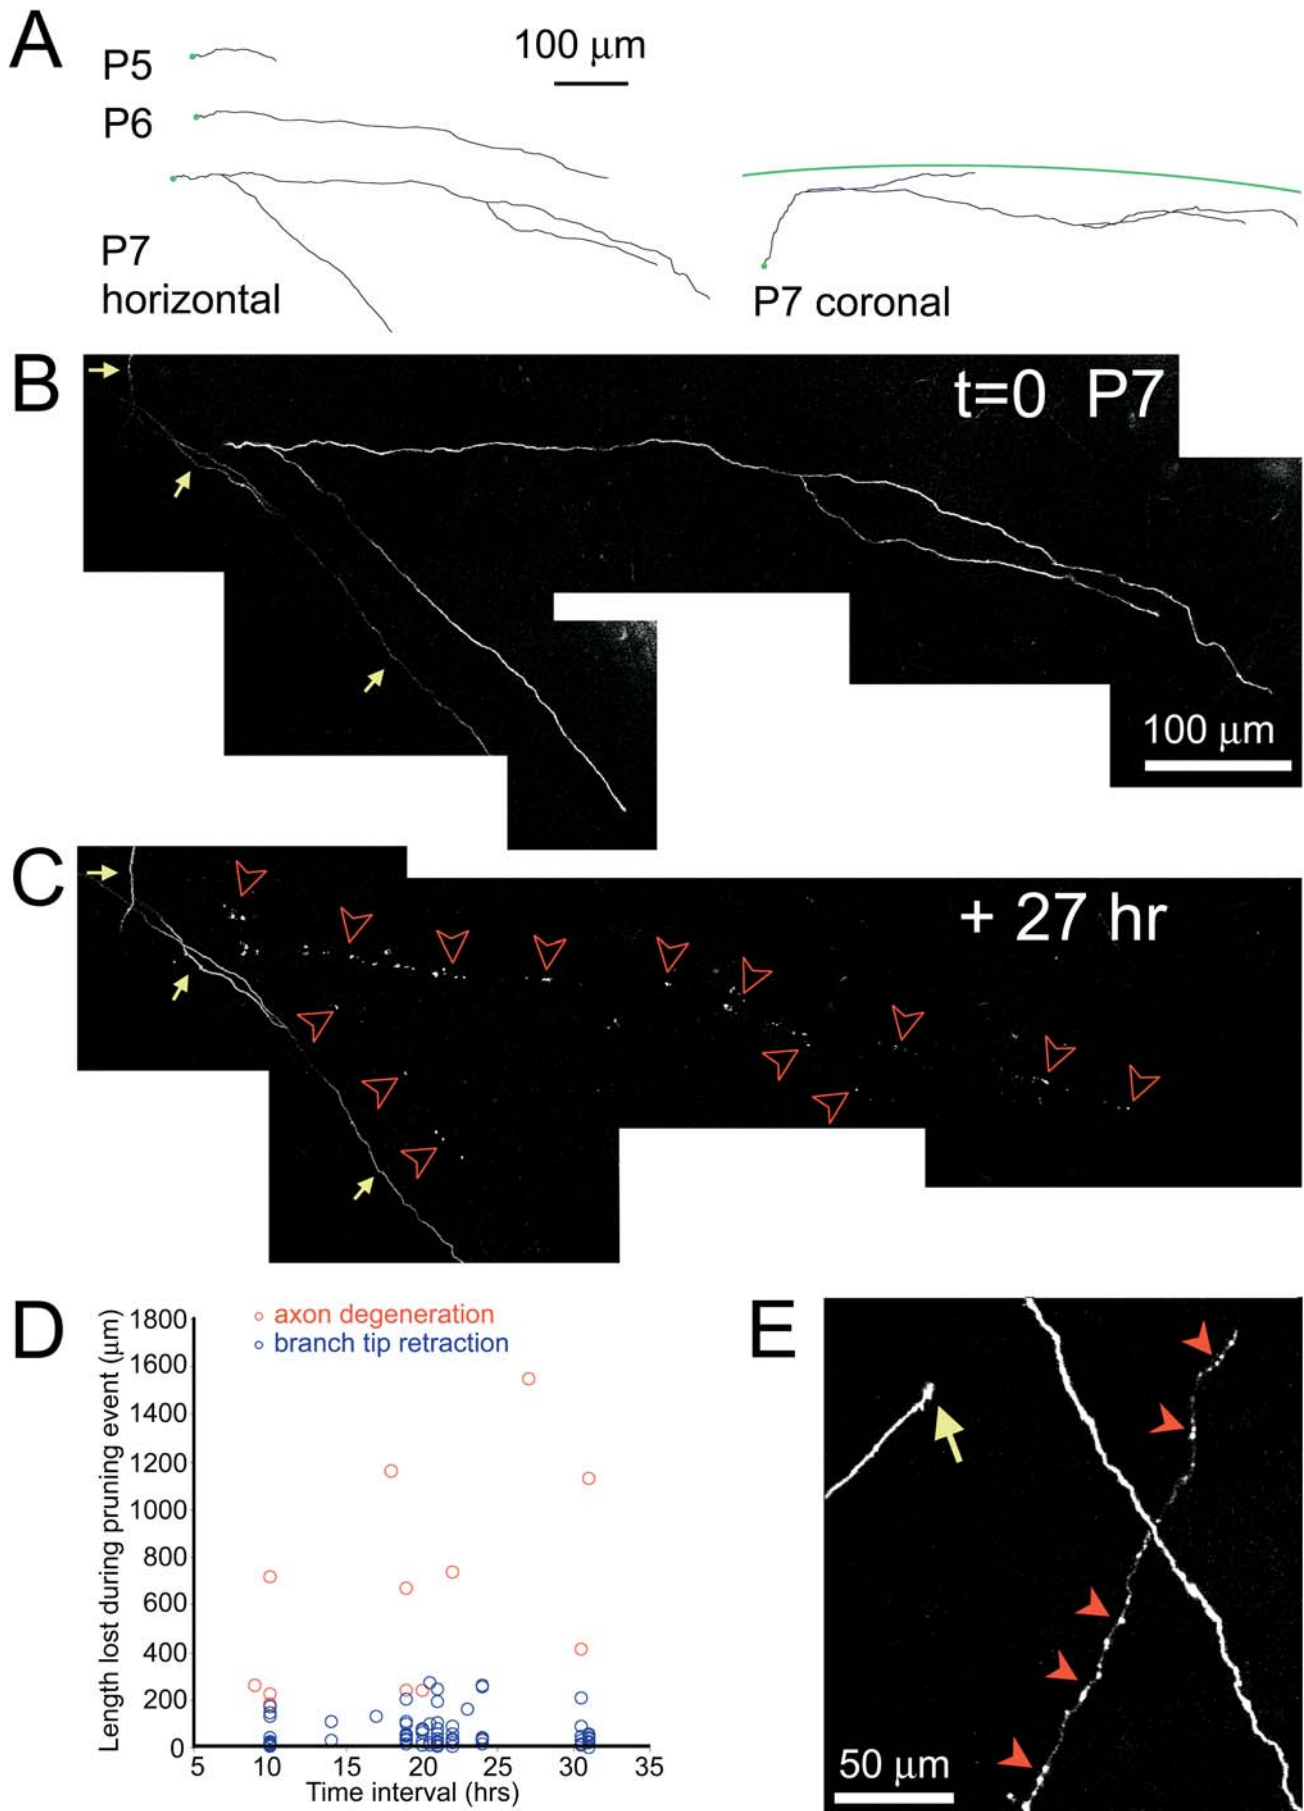 A
P5
100 μm
P6
P7
horizontal
P7 coronal
B
t=0 P7
100 μm
C
+ 27 hr
D
axon degeneration
branch tip retraction
Length lost during pruning event (μm)
1800
1600
1400
1200
1000
800
600
400
200
0
5 10 15 20 25 30 35
Time interval (hrs)
E
50 μm